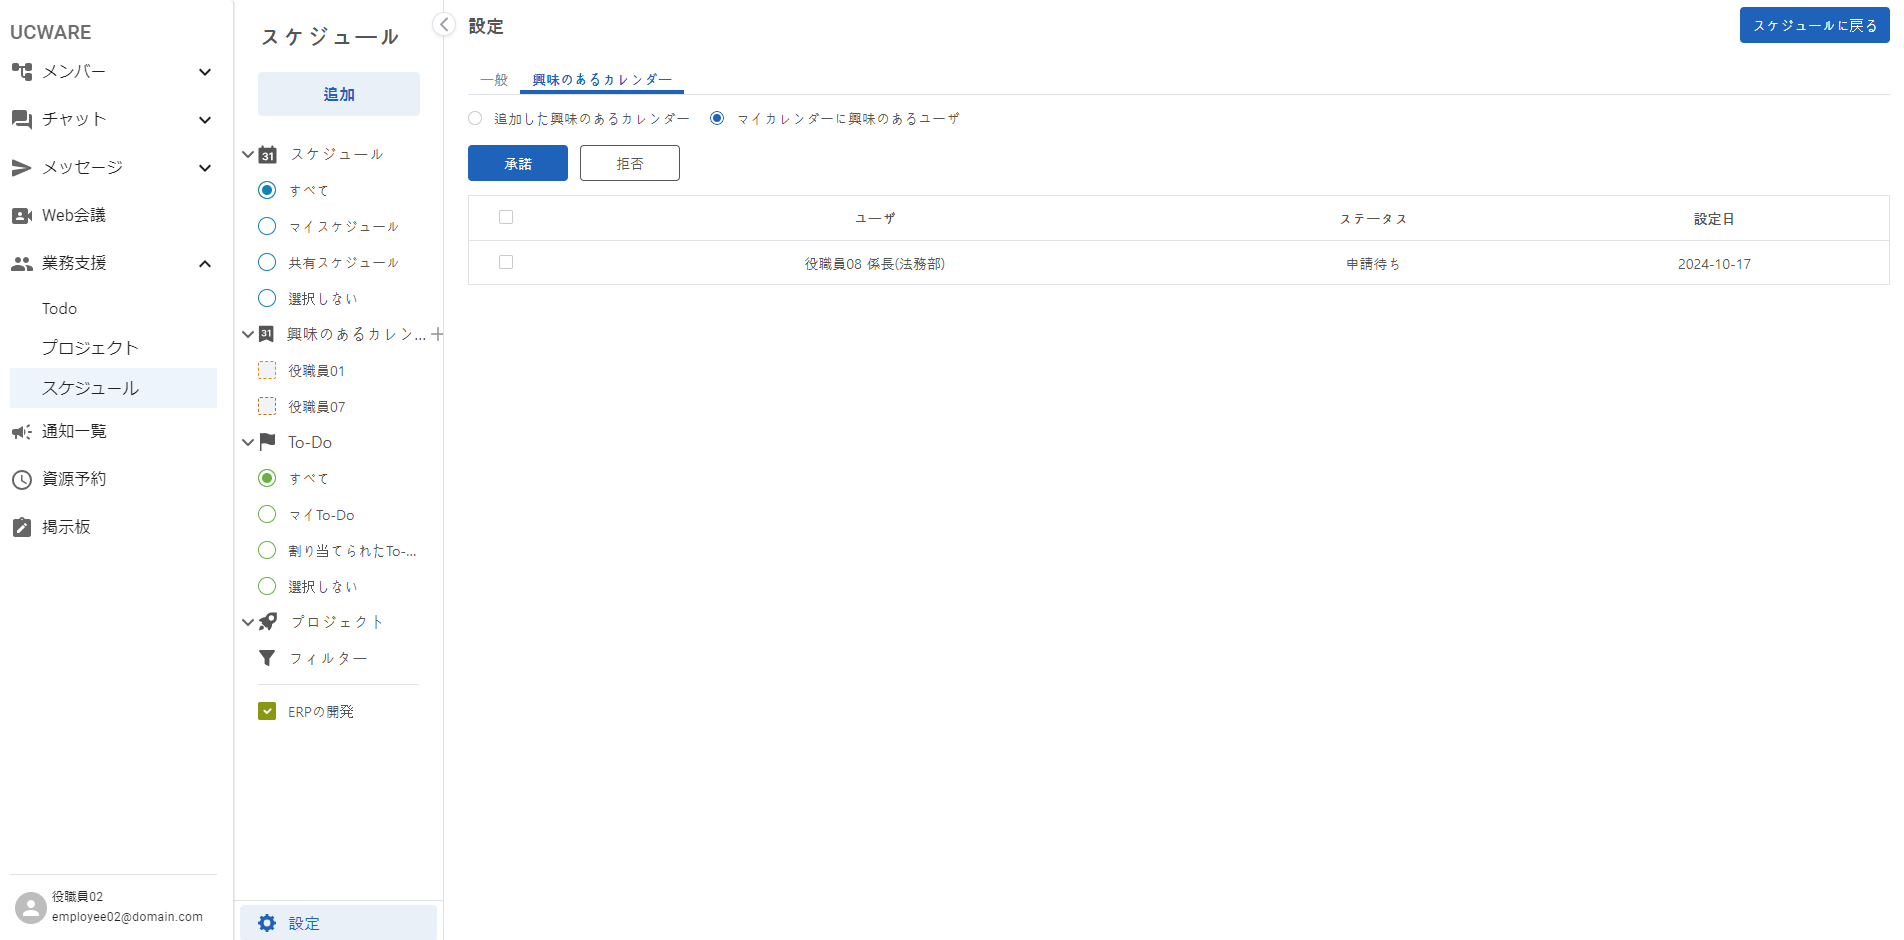 UCWARE
メンバー
チャット
メッセージ
Web会議
業務支援
Todo
プロジェクト
スケジュール
通知一覧
資源予約
掲示板
役職員02
employee02@domain.com
スケジュール
追加
31 スケジュール
すべて
マイスケジュール
共有スケジュール
選択しない
31 興味のあるカレン... +
役職員01
役職員07
To-Do
すべて
マイTo-Do
割り当てられたTo-...
選択しない
プロジェクト
フィルター
ERPの開発
設定
設定
スケジュールに戻る
一般 興味のあるカレンダー
追加した興味のあるカレンダー マイカレンダーに興味のあるユーザ
承諾 拒否
ユーザ ステータス 設定日
役職員08 係長(法務部) 申請待ち 2024-10-17